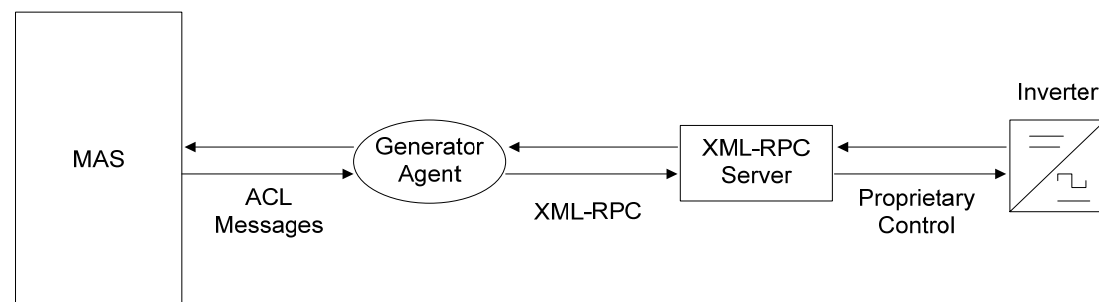 Inverter
MAS
Generator
Agent
XML-RPC
Server
ACL
Messages
XML-RPC
Proprietary
Control